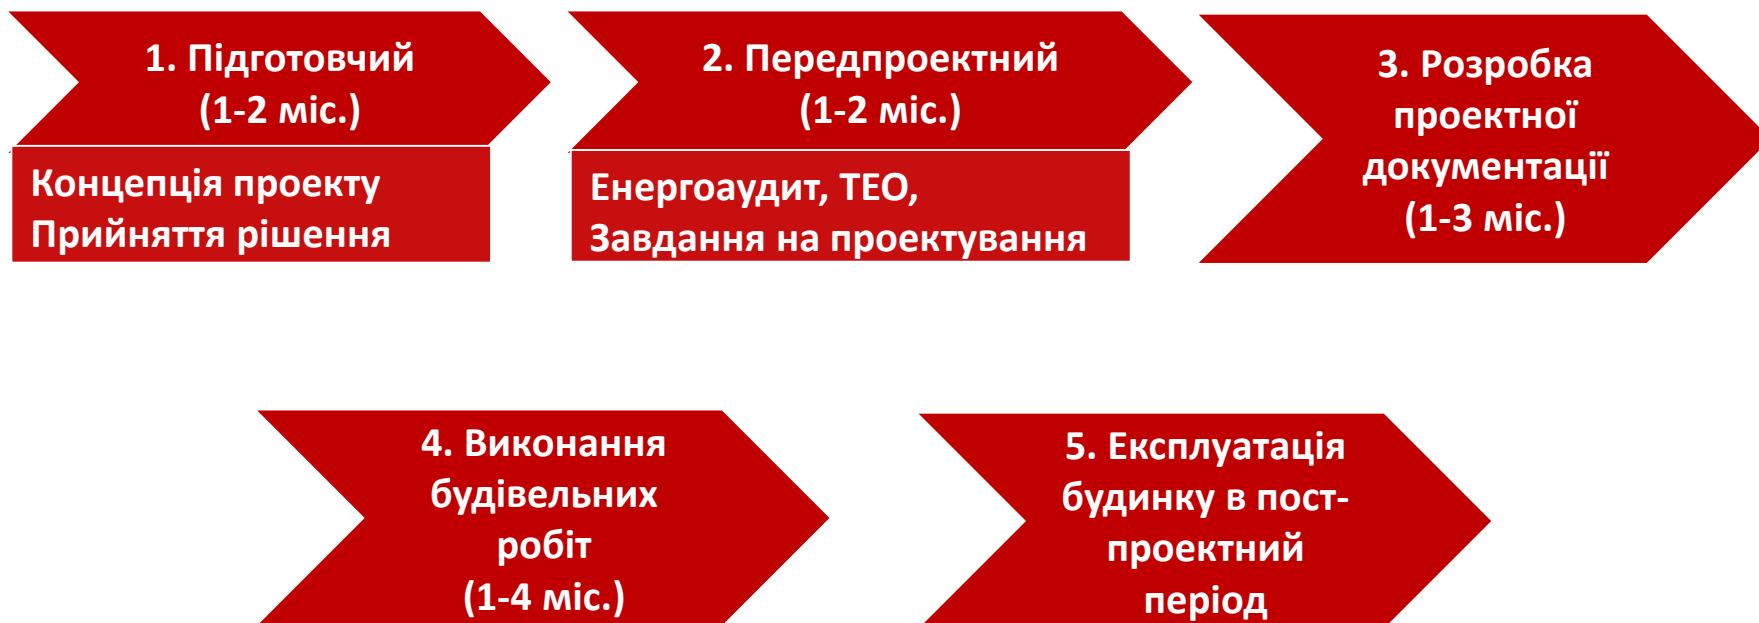 1. Підготовчий
(1-2 міс.)
Концепція проекту
Прийняття рішення
2. Передпроектний
(1-2 міс.)
Енергоаудит, ТЕО,
Завдання на проектування
3. Розробка
проектної
документації
(1-3 міс.)
4. Виконання
будівельних
робіт
(1-4 міс.)
5. Експлуатація
будинку в пост-
проектний
період